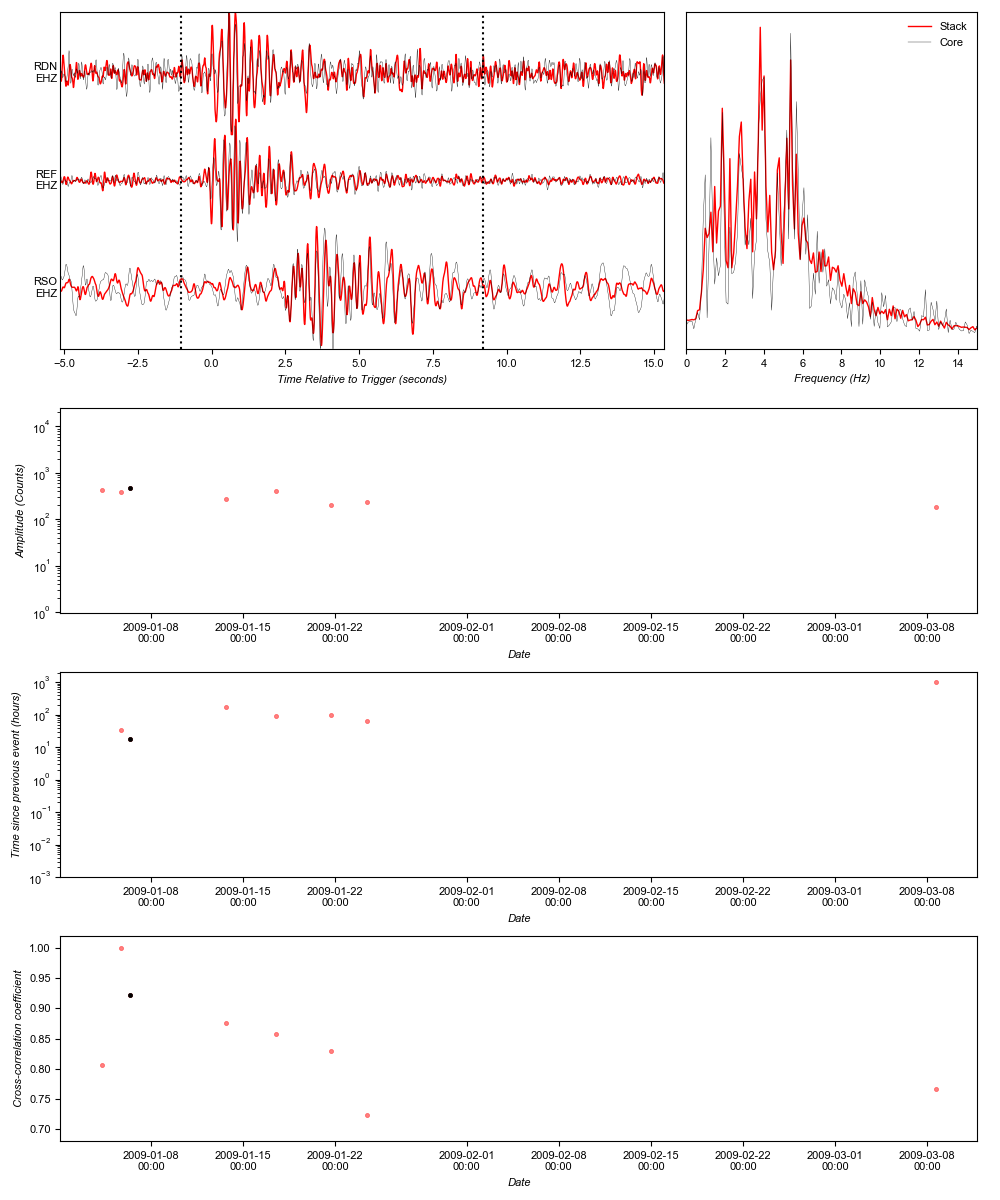 RDN
EHZ
REF
EHZ
RSO
EHZ
−5.0 −2.5 0.0 2.5 5.0 7.5 10.0 12.5 15.0
Time Relative to Trigger (seconds)
Stack
Core
0 2 4 6 8 10 12 14
Frequency (Hz)
10^4
10^3
10^2
10^1
10^0
Amplitude (Counts)
2009-01-08 2009-01-15 2009-01-22 2009-02-01 2009-02-08 2009-02-15 2009-02-22 2009-03-01 2009-03-08
00:00 00:00 00:00 00:00 00:00 00:00 00:00 00:00 00:00
Date
10^3
10^2
10^1
10^0
10^−1
10^−2
10^−3
Time since previous event (hours)
2009-01-08 2009-01-15 2009-01-22 2009-02-01 2009-02-08 2009-02-15 2009-02-22 2009-03-01 2009-03-08
00:00 00:00 00:00 00:00 00:00 00:00 00:00 00:00 00:00
Date
1.00
0.95
0.90
0.85
0.80
0.75
0.70
Cross-correlation coefficient
2009-01-08 2009-01-15 2009-01-22 2009-02-01 2009-02-08 2009-02-15 2009-02-22 2009-03-01 2009-03-08
00:00 00:00 00:00 00:00 00:00 00:00 00:00 00:00 00:00
Date